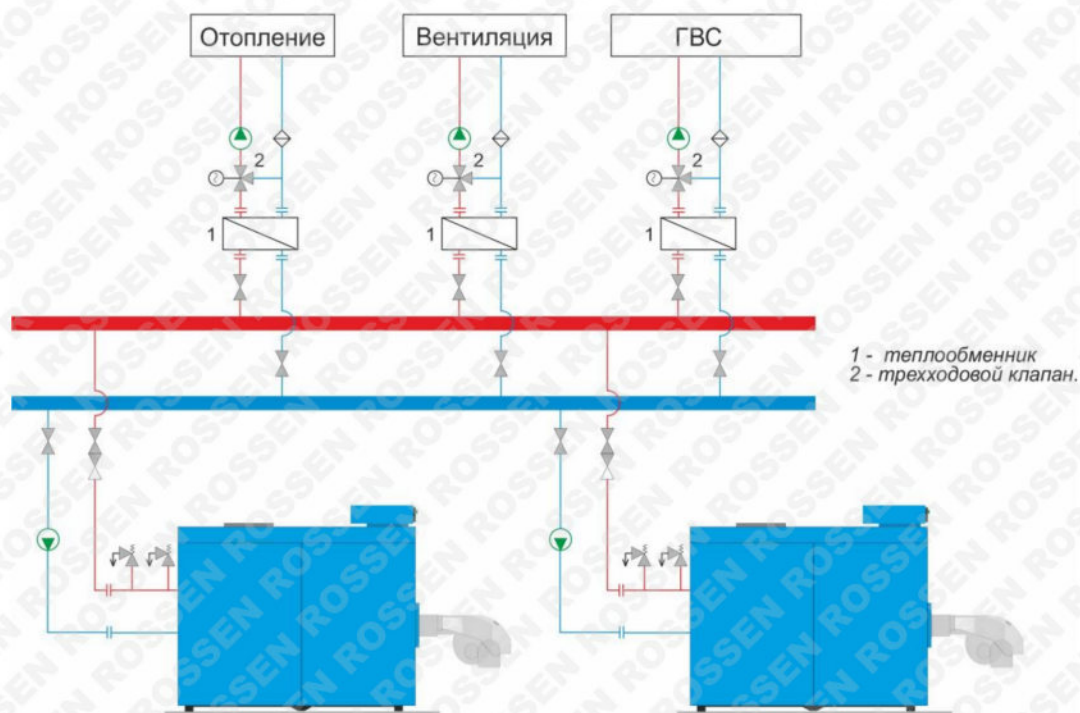 Отопление
Вентиляция
ГВС
2
2
2
1
1
1
1 - теплообменник
2 - трехходовой клапан.
ROSSEN